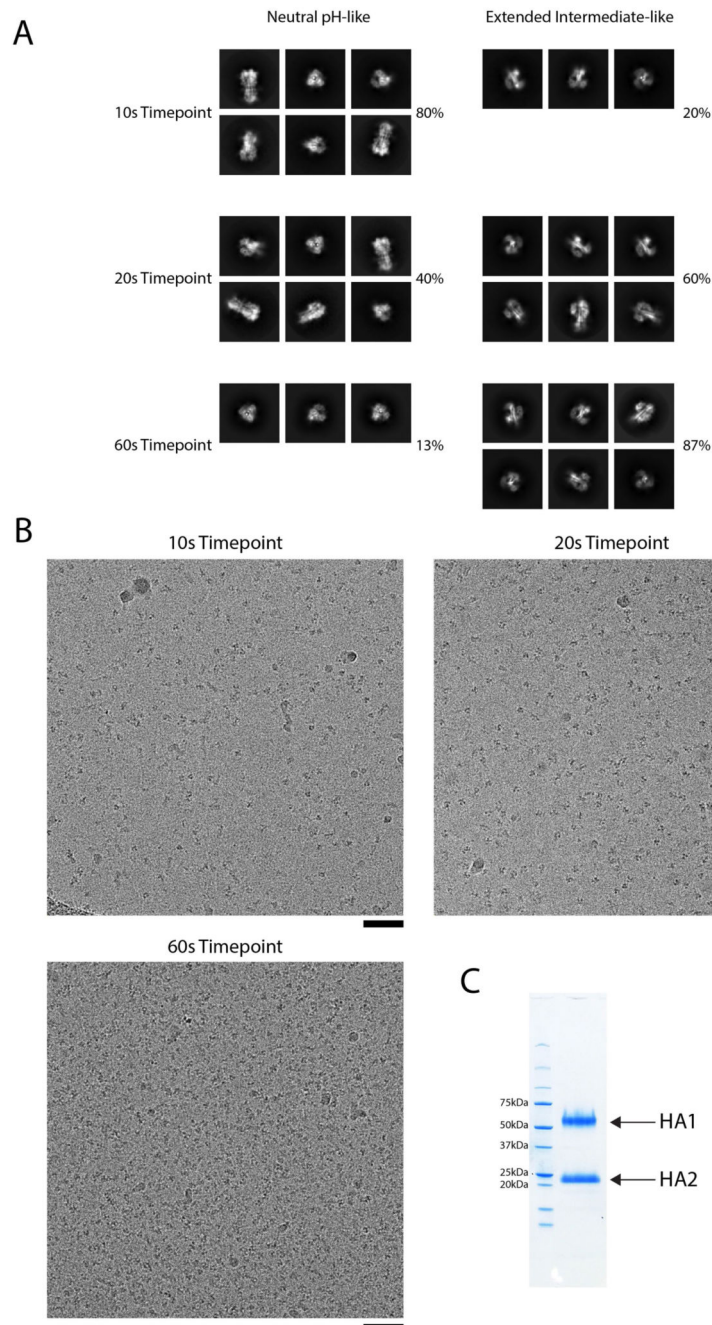 A
Neutral pH-like
Extended Intermediate-like
10s Timepoint
80%
20%
20s Timepoint
40%
60%
60s Timepoint
13%
87%
B
10s Timepoint
20s Timepoint
60s Timepoint
C
75kDa
50kDa
37kDa
25kDa
20kDa
HA1
HA2